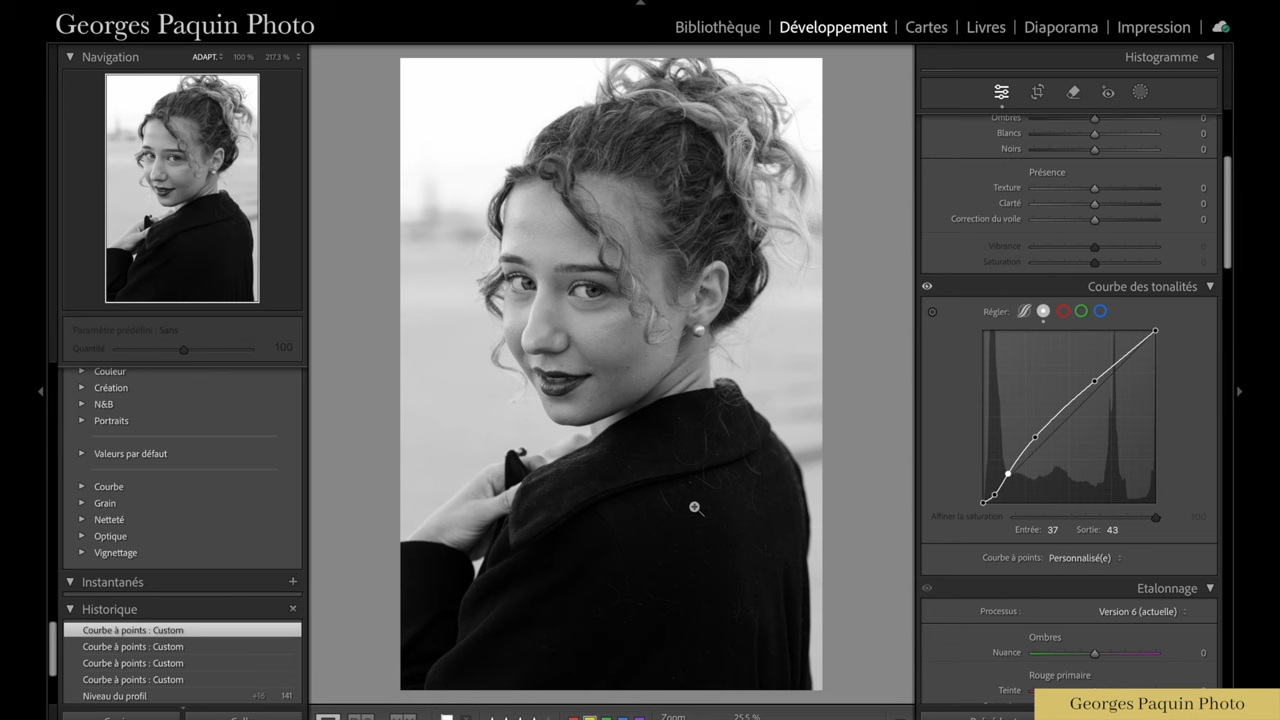 Georges Paquin Photo
Bibliothèque | Développement | Cartes | Livres | Diaporama | Impression |
Navigation ADAPT. 100 % 217.3 %
Histogramme
Paramètre prédéfini : Sans
Quantité 100
Couleur
Création
N&B
Portraits
Valeurs par défaut
Courbe
Grain
Netteté
Optique
Vignettage
Instantanés
Historique
Courbe à points : Custom
Courbe à points : Custom
Courbe à points : Custom
Courbe à points : Custom
Niveau du profil +16 141
Ombres 0
Blancs 0
Noirs 0
Présence
Texture 0
Clarté 0
Correction du voile 0
Vibrance 0
Saturation 0
Courbe des tonalités
Régler:
Affiner la saturation 100
Entrée: 37 Sortie: 43
Courbe à points: Personnalisé(e)
Etalonnage
Processus : Version 6 (actuelle)
Ombres
Nuance 0
Rouge primaire
Teinte
Zoom 25.5 %
Georges Paquin Photo